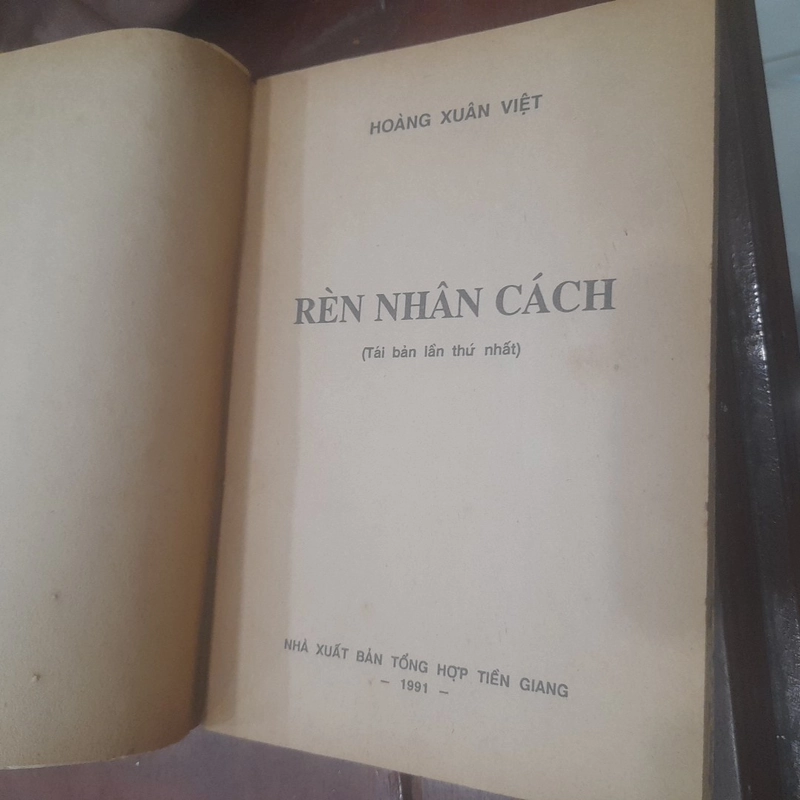 HOÀNG XUÂN VIỆT
RÈN NHÂN CÁCH
(Tái bản lần thứ nhất)
NHÀ XUẤT BẢN TỔNG HỢP TIỀN GIANG
– 1991 –